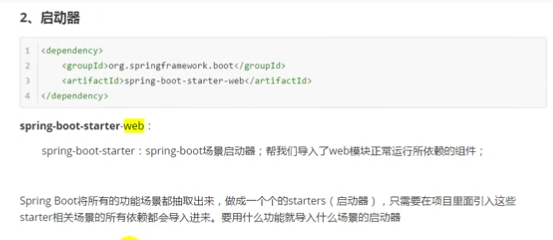 2、启动器
1 <dependency>
2 <groupId>org.springframework.boot</groupId>
3 <artifactId>spring-boot-starter-web</artifactId>
4 </dependency>
spring-boot-starter-web：
spring-boot-starter：spring-boot场景启动器；帮我们导入了web模块正常运行所依赖的组件；
Spring Boot将所有的功能场景都抽取出来，做成一个个的starters（启动器），只需要在项目里面引入这些
starter相关场景的所有依赖都会导入进来。要用什么功能就导入什么场景的启动器